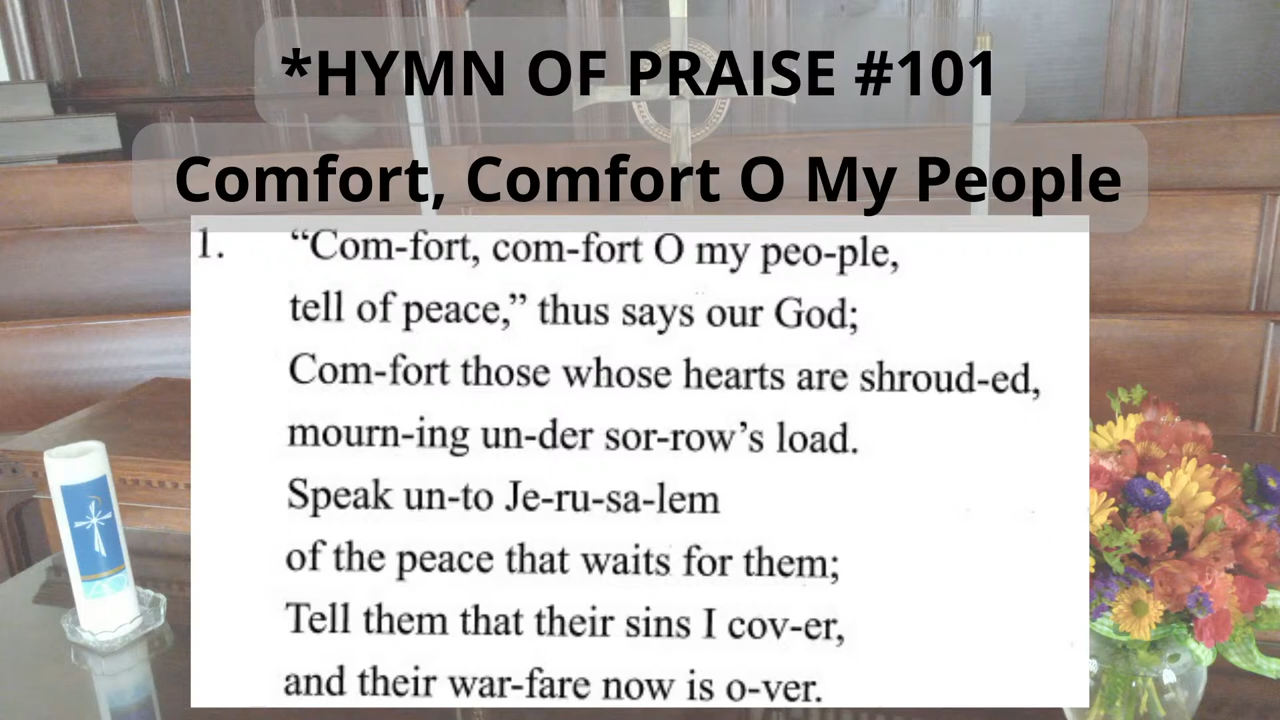 *HYMN OF PRAISE #101
Comfort, Comfort O My People
1. “Com-fort, com-fort O my peo-ple,
tell of peace,” thus says our God;
Com-fort those whose hearts are shroud-ed,
mourn-ing un-der sor-row’s load.
Speak un-to Je-ru-sa-lem
of the peace that waits for them;
Tell them that their sins I cov-er,
and their war-fare now is o-ver.